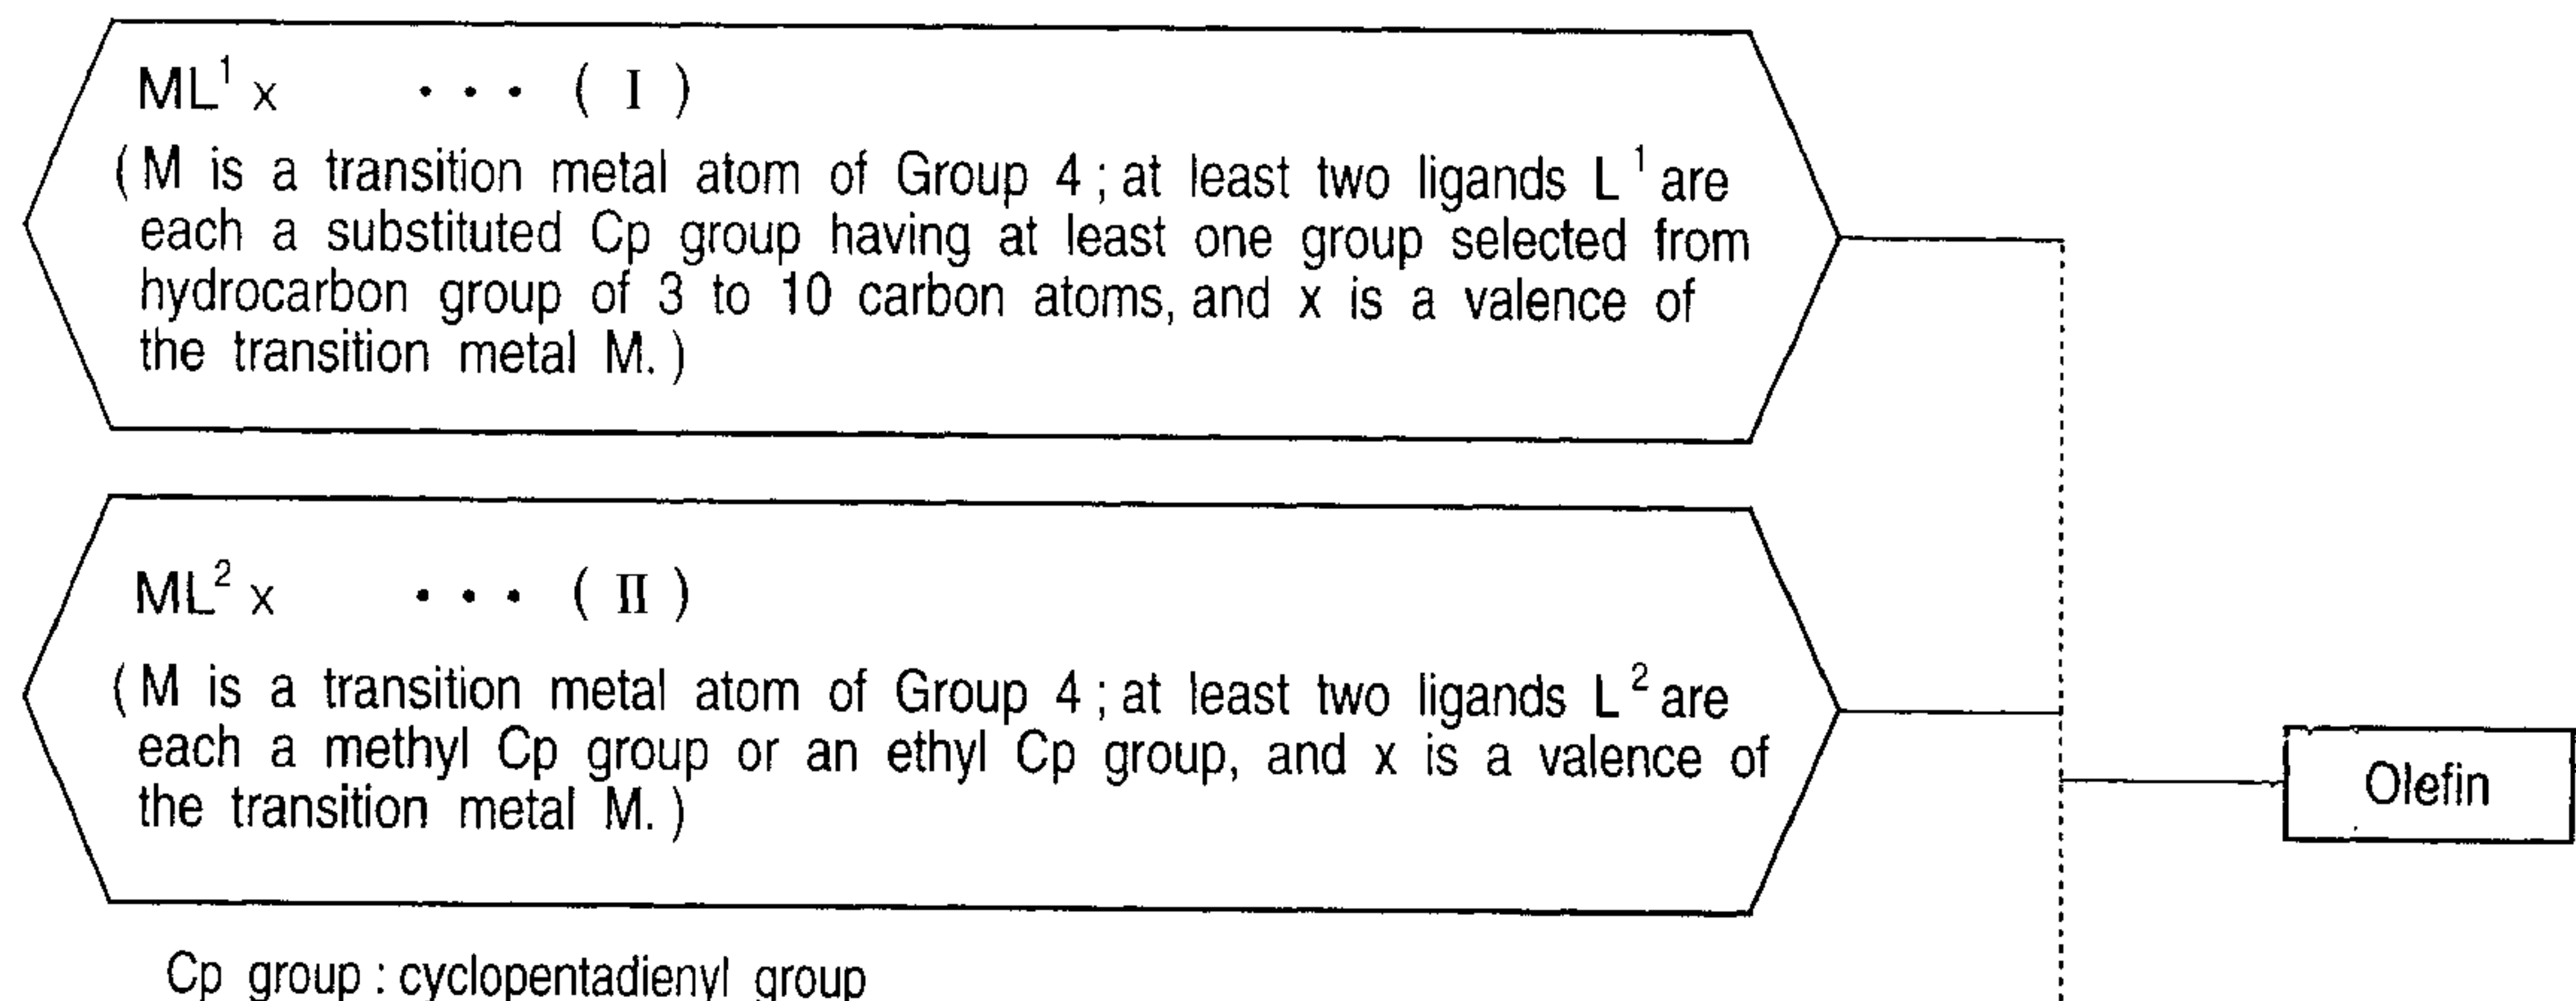 ML¹x ･･･ ( I )
(M is a transition metal atom of Group 4 ; at least two ligands L¹ are
each a substituted Cp group having at least one group selected from
hydrocarbon group of 3 to 10 carbon atoms, and x is a valence of
the transition metal M. )
ML²x ･･･ ( II )
(M is a transition metal atom of Group 4 ; at least two ligands L² are
each a methyl Cp group or an ethyl Cp group, and x is a valence of
the transition metal M. )
Olefin
Cp group : cyclopentadienyl group